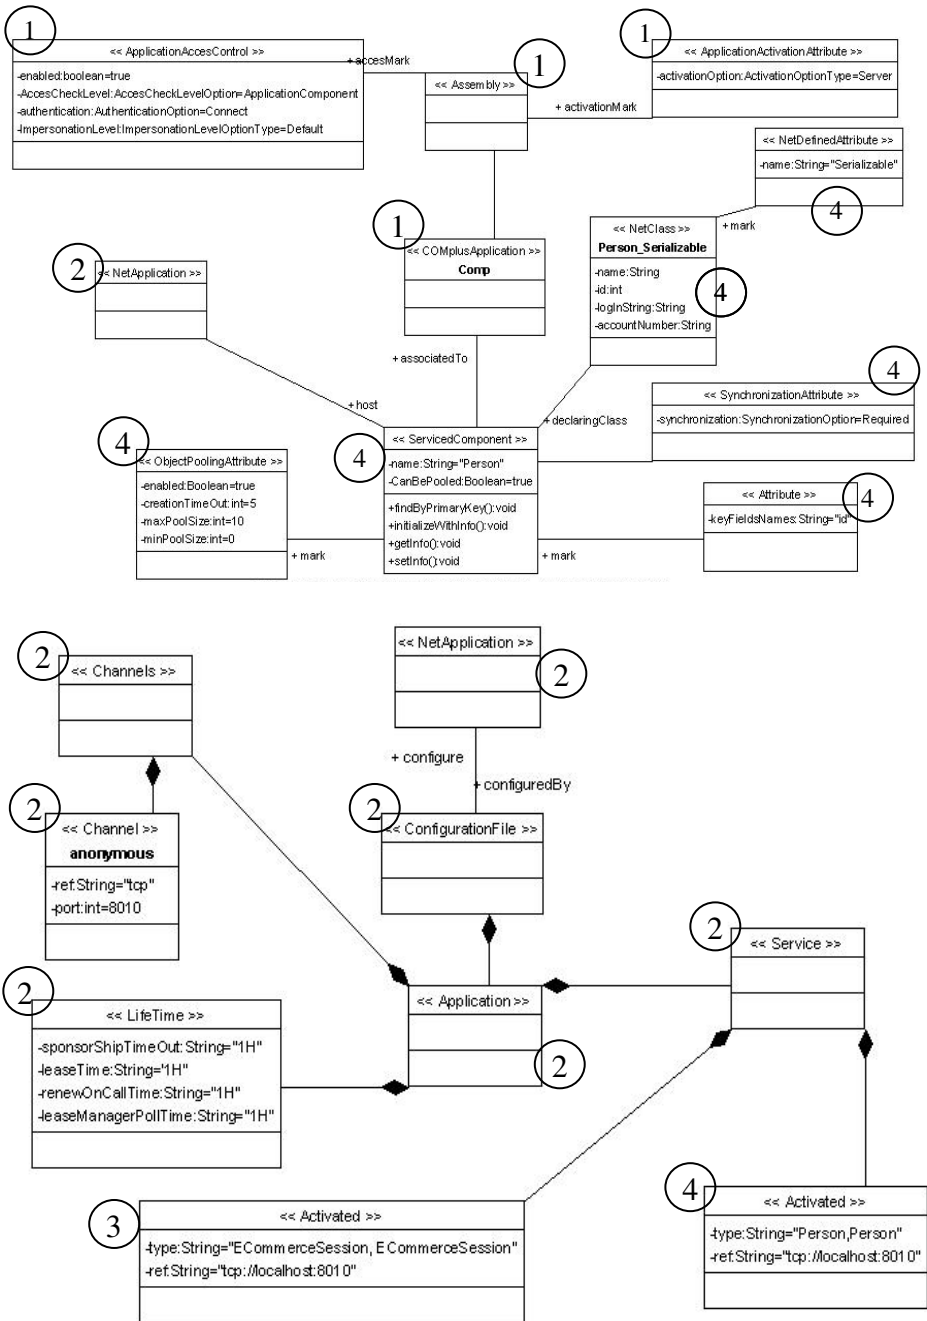 1
<< ApplicationAccesControl >>
-enabled:boolean=true
-AccesCheckLevel:AccesCheckLevelOption=ApplicationComponent
-authentication:AuthenticationOption=Connect
-ImpersonationLevel:ImpersonationLevelOptionType=Default
+ accesMark
1
<< Assembly >>
+ activationMark
1
<< ApplicationActivationAttribute >>
-activationOption:ActivationOptionType=Server
<< NetDefinedAttribute >>
-name:String="Serializable"
4
+ mark
1
<< COMplusApplication >>
Comp
<< NetClass >>
Person_Serializable
-name:String
-id:int
-logInString:String
-accountNumber:String
4
2
<< NetApplication >>
+ associatedTo
+ host
+ declaringClass
4
<< SynchronizationAttribute >>
-synchronization:SynchronizationOption=Required
4
<< ObjectPoolingAttribute >>
-enabled:Boolean=true
-creationTimeOut:int=5
-maxPoolSize:int=10
-minPoolSize:int=0
+ mark
4
<< ServicedComponent >>
-name:String="Person"
-CanBePooled:Boolean=true
+findByPrimaryKey():void
+initializeWithInfo():void
+getInfo():void
+setInfo():void
+ mark
<< Attribute >>
4
-keyFieldsNames:String="id"
2
<< Channels >>
<< NetApplication >>
2
+ configure
+ configuredBy
2
<< Channel >>
anonymous
-ref:String="tcp"
-port:int=8010
2
<< ConfigurationFile >>
2
<< Service >>
2
<< LifeTime >>
-sponsorShipTimeOut:String="1H"
-leaseTime:String="1H"
-renewOnCallTime:String="1H"
-leaseManagerPollTime:String="1H"
<< Application >>
2
3
<< Activated >>
-type:String="ECommerceSession, ECommerceSession"
-ref:String="tcp://localhost:8010"
4
<< Activated >>
-type:String="Person,Person"
-ref:String="tcp://localhost:8010"